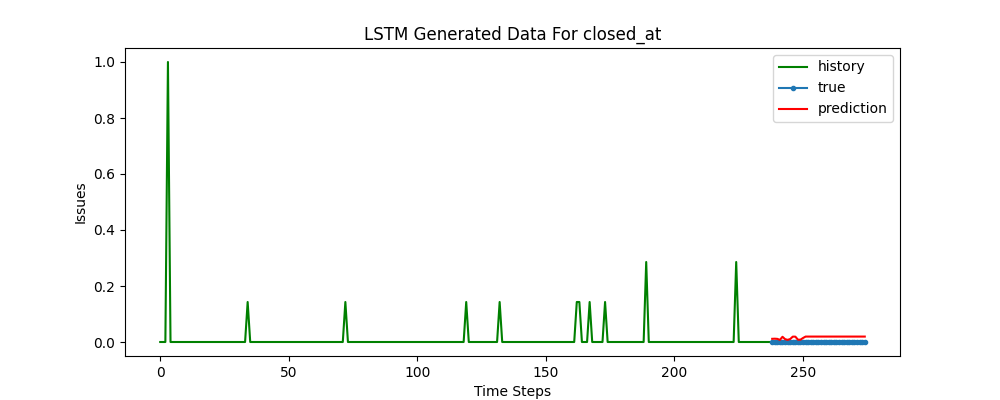 LSTM Generated Data For closed_at
history
true
prediction
Issues
1.0
0.8
0.6
0.4
0.2
0.0
0 50 100 150 200 250
Time Steps